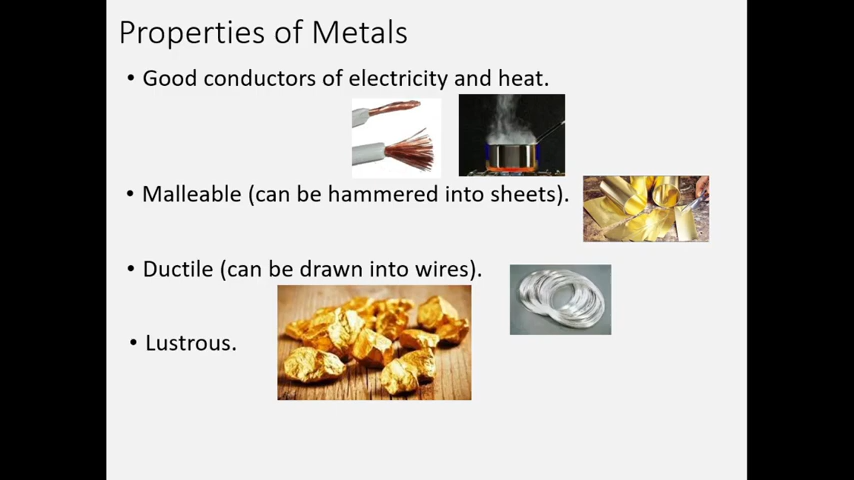 Properties of Metals
• Good conductors of electricity and heat.
• Malleable (can be hammered into sheets).
• Ductile (can be drawn into wires).
• Lustrous.